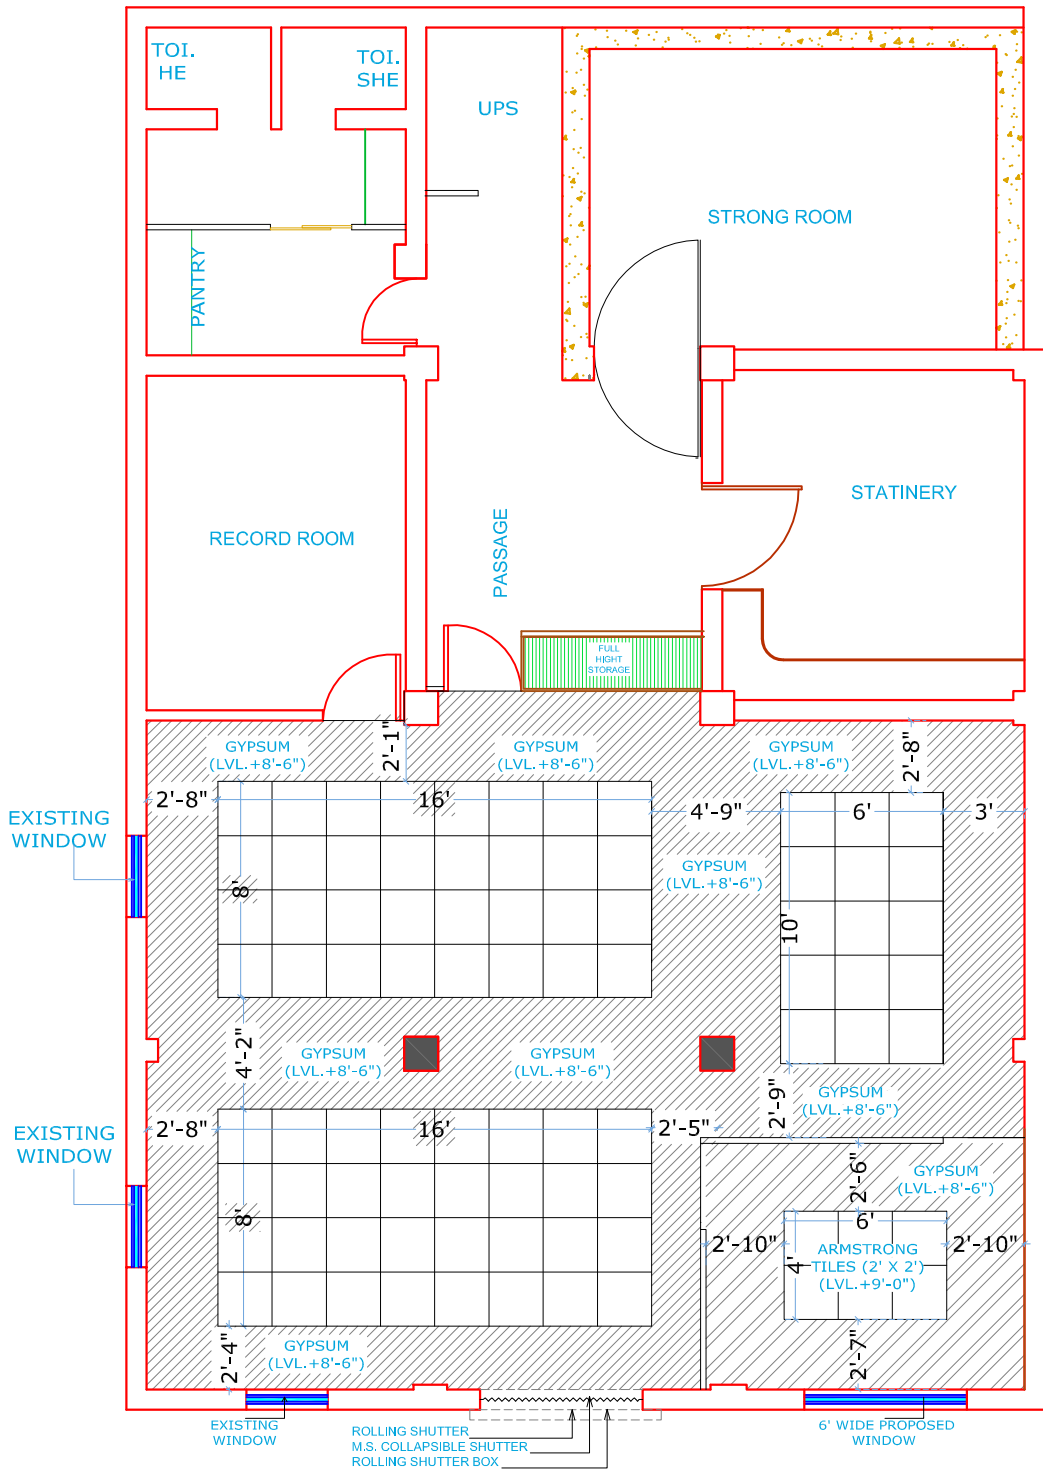 TOI.
HE
TOI.
SHE
UPS
STRONG ROOM
PANTRY
STATINERY
RECORD ROOM
PASSAGE
FULL
HIGHT
STORAGE
GYPSUM
(LVL.+8'-6")
2'-1"
GYPSUM
(LVL.+8'-6")
GYPSUM
(LVL.+8'-6")
2'-8"
2'-8"
16'
4'-9"
6'
3'
EXISTING
WINDOW
8'
GYPSUM
(LVL.+8'-6")
10'
4'-2"
GYPSUM
(LVL.+8'-6")
GYPSUM
(LVL.+8'-6")
GYPSUM
(LVL.+8'-6")
2'-9"
EXISTING
WINDOW
2'-8"
16'
2'-5"
2'-6"
GYPSUM
(LVL.+8'-6")
8'
6'
2'-10"
4'
ARMSTRONG
TILES (2' X 2')
(LVL.+9'-0")
2'-10"
2'-4"
GYPSUM
(LVL.+8'-6")
2'-7"
EXISTING
WINDOW
ROLLING SHUTTER
M.S. COLLAPSIBLE SHUTTER
ROLLING SHUTTER BOX
6' WIDE PROPOSED
WINDOW